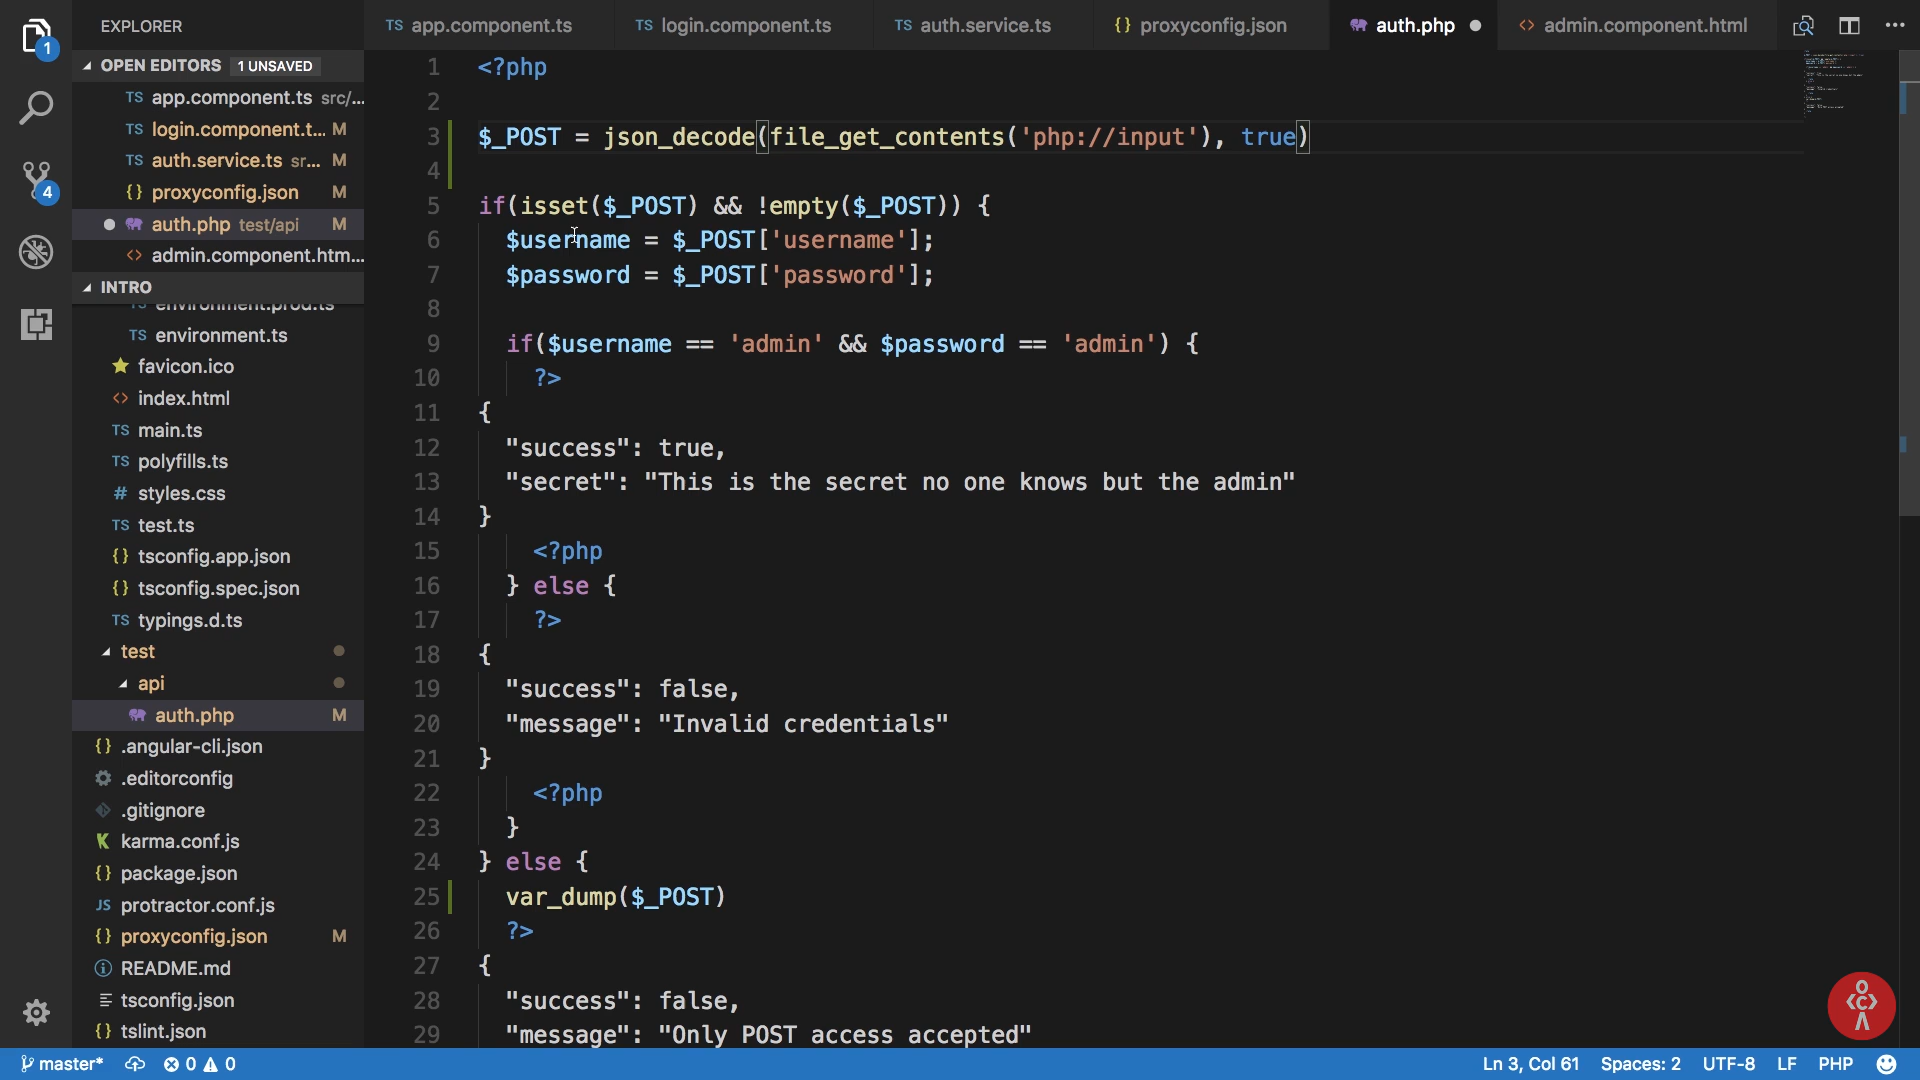 EXPLORER
OPEN EDITORS 1 UNSAVED
TS app.component.ts src/...
TS login.component.t... M
TS auth.service.ts sr... M
{} proxyconfig.json M
auth.php test/api M
<> admin.component.htm...
INTRO
TS environment.prod.ts
TS environment.ts
favicon.ico
<> index.html
TS main.ts
TS polyfills.ts
# styles.css
TS test.ts
{} tsconfig.app.json
{} tsconfig.spec.json
TS typings.d.ts
test
api
auth.php M
{} .angular-cli.json
.editorconfig
.gitignore
karma.conf.js
{} package.json
JS protractor.conf.js
{} proxyconfig.json M
README.md
tsconfig.json
{} tslint.json
1
4
TS app.component.ts TS login.component.ts TS auth.service.ts {} proxyconfig.json auth.php <> admin.component.html
1 <?php
2
3 $_POST = json_decode(file_get_contents('php://input'), true)
4
5 if(isset($_POST) && !empty($_POST)) {
6 $username = $_POST['username'];
7 $password = $_POST['password'];
8
9 if($username == 'admin' && $password == 'admin') {
10 ?>
11 {
12 "success": true,
13 "secret": "This is the secret no one knows but the admin"
14 }
15 <?php
16 } else {
17 ?>
18 {
19 "success": false,
20 "message": "Invalid credentials"
21 }
22 <?php
23 }
24 } else {
25 var_dump($_POST)
26 ?>
27 {
28 "success": false,
29 "message": "Only POST access accepted"
master* 0 0 Ln 3, Col 61 Spaces: 2 UTF-8 LF PHP